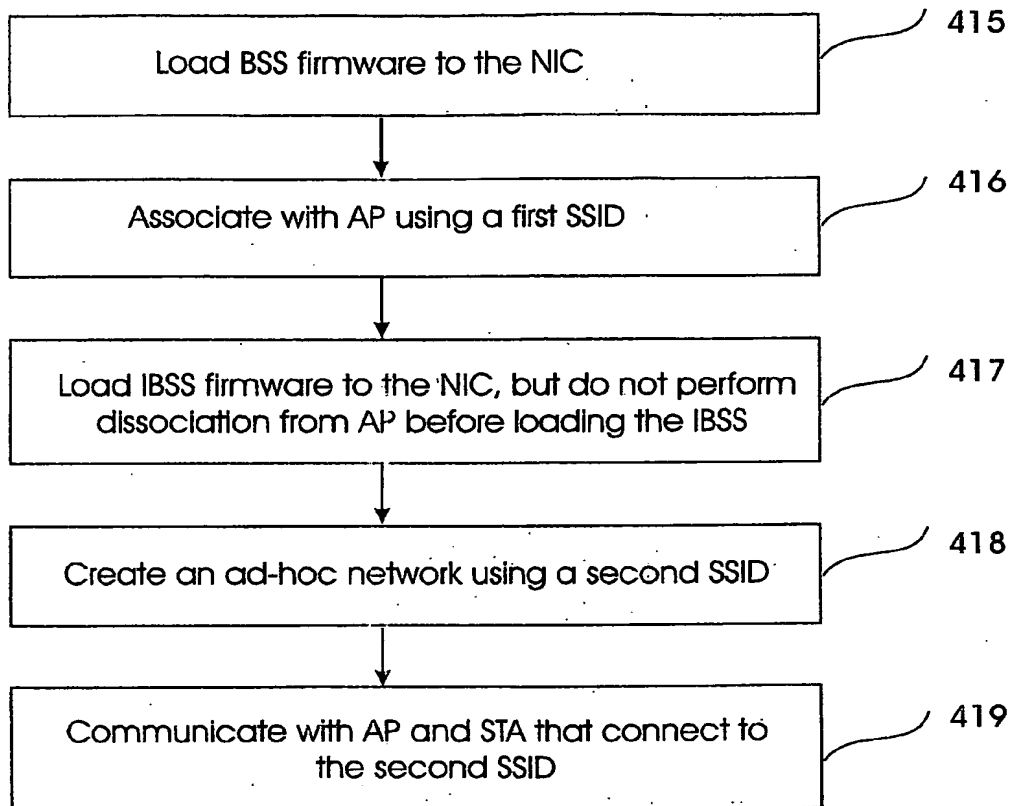 415
Load BSS firmware to the NIC
416
Associate with AP using a first SSID
417
Load IBSS firmware to the NIC, but do not perform
dissociation from AP before loading the IBSS
418
Create an ad-hoc network using a second SSID
419
Communicate with AP and STA that connect to
the second SSID